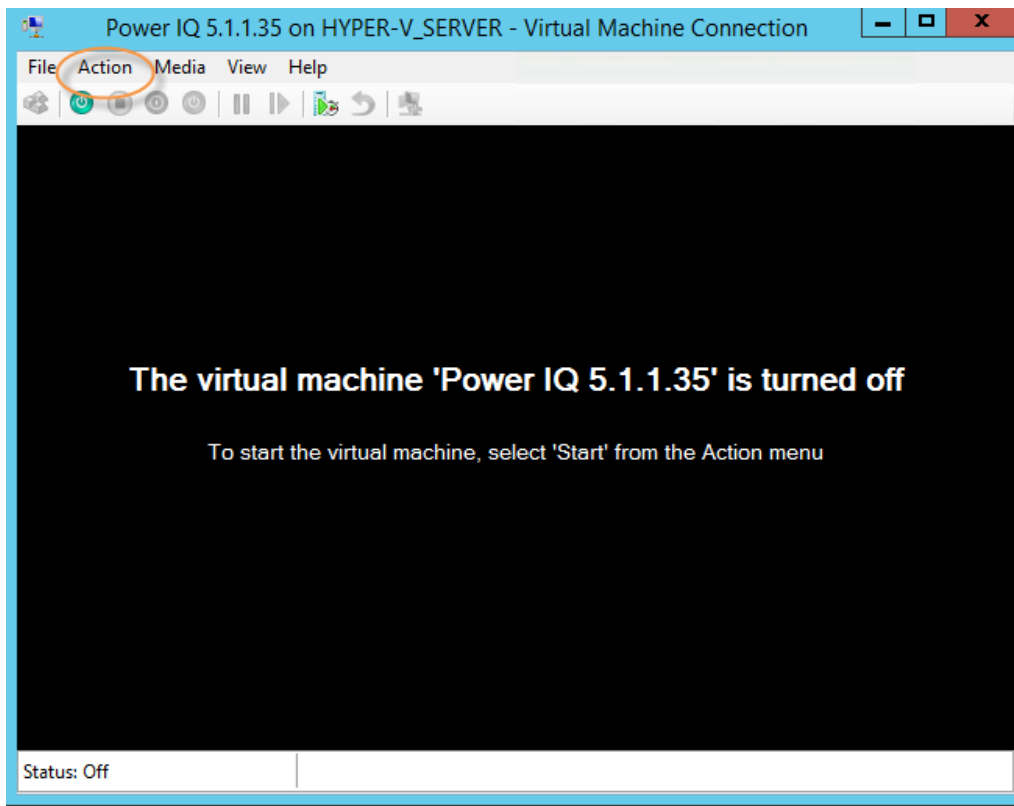 Power IQ 5.1.1.35 on HYPER-V_SERVER - Virtual Machine Connection
File Action Media View Help
The virtual machine 'Power IQ 5.1.1.35' is turned off
To start the virtual machine, select 'Start' from the Action menu
Status: Off